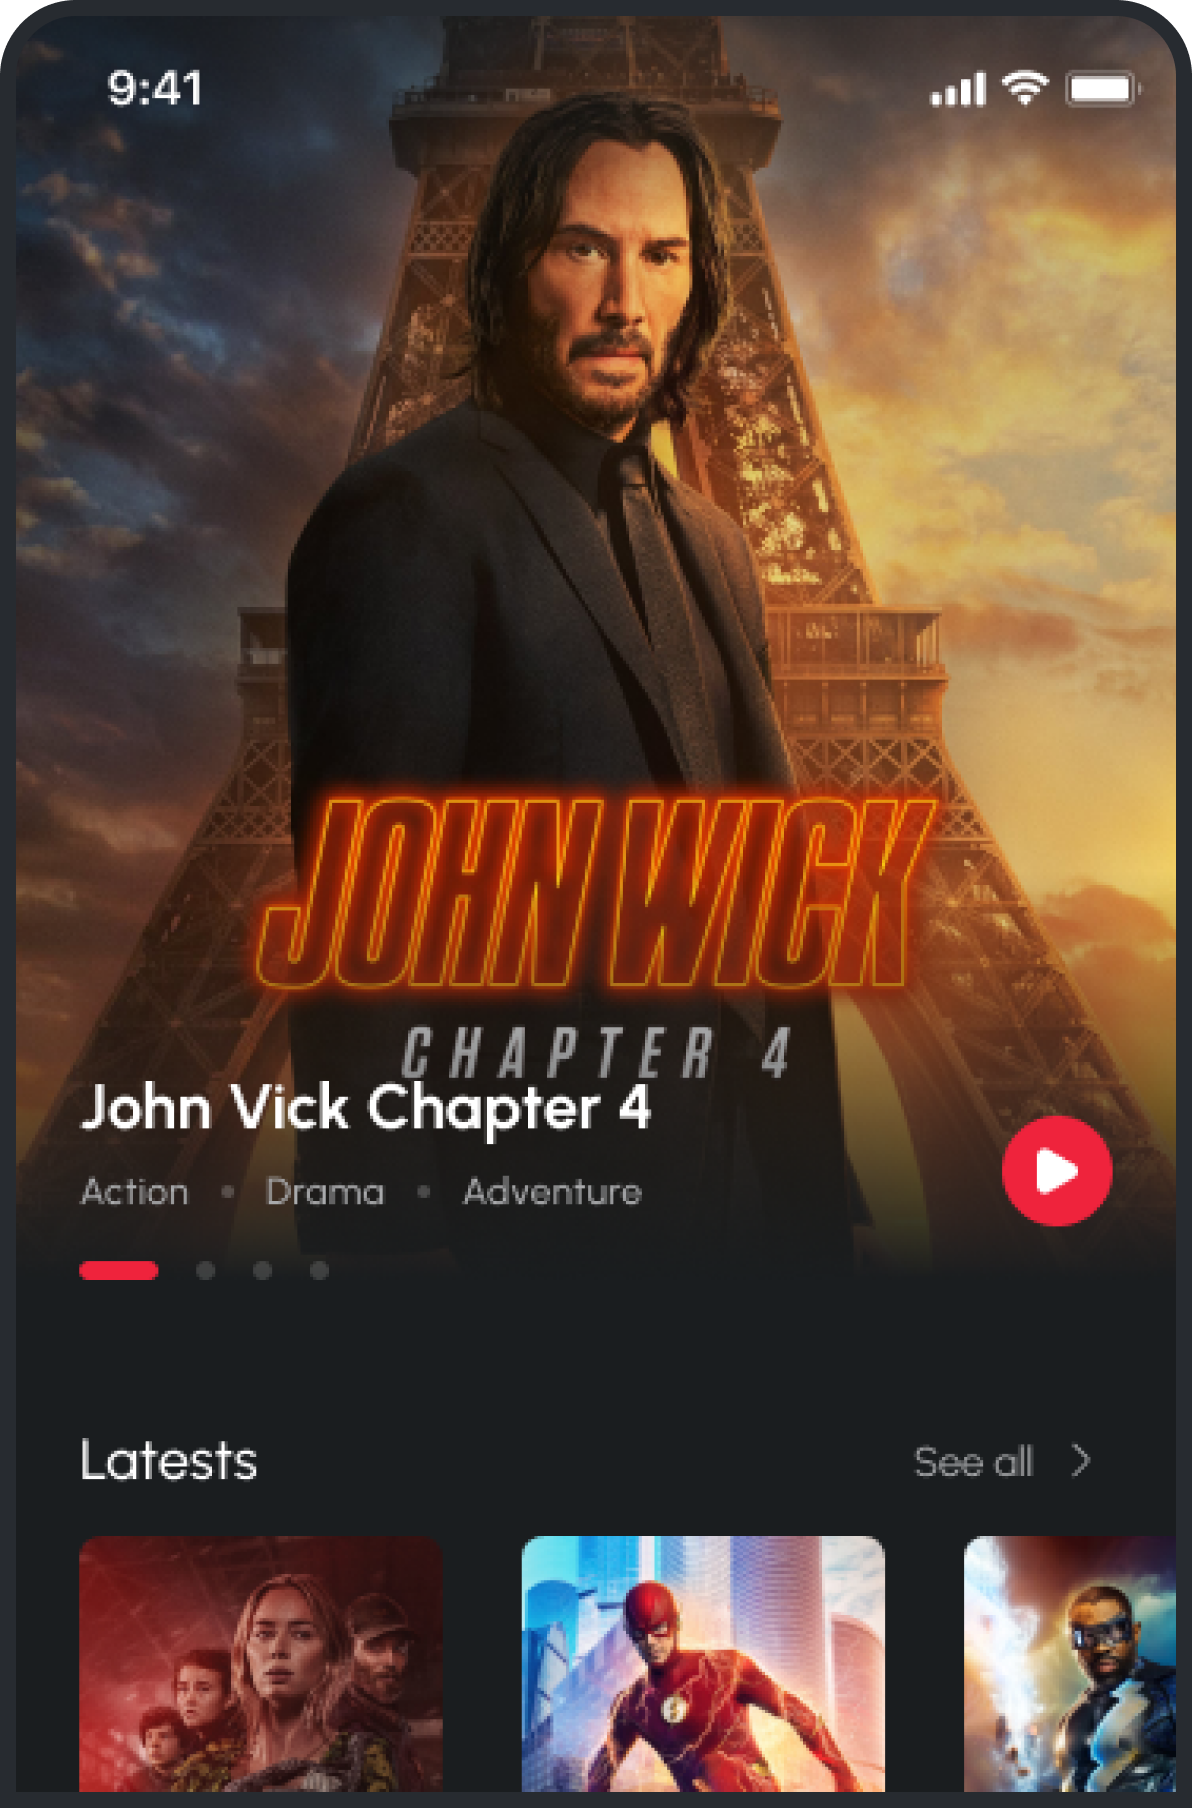 9:41
JOHN WICK
CHAPTER 4
John Vick Chapter 4
Action • Drama • Adventure
Latests
See all